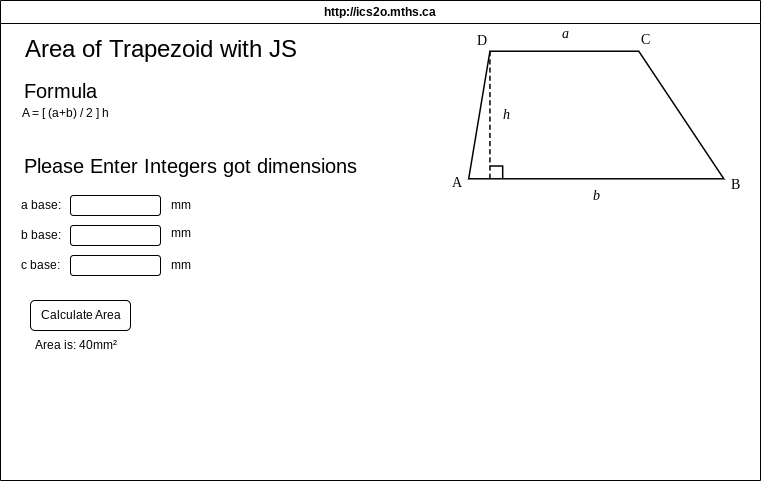 http://ics2o.mths.ca
Area of Trapezoid with JS
Formula
A = [ (a+b) / 2 ] h
Please Enter Integers got dimensions
a base: mm
b base: mm
c base: mm
Calculate Area
Area is: 40mm²
D a C
h
A b B